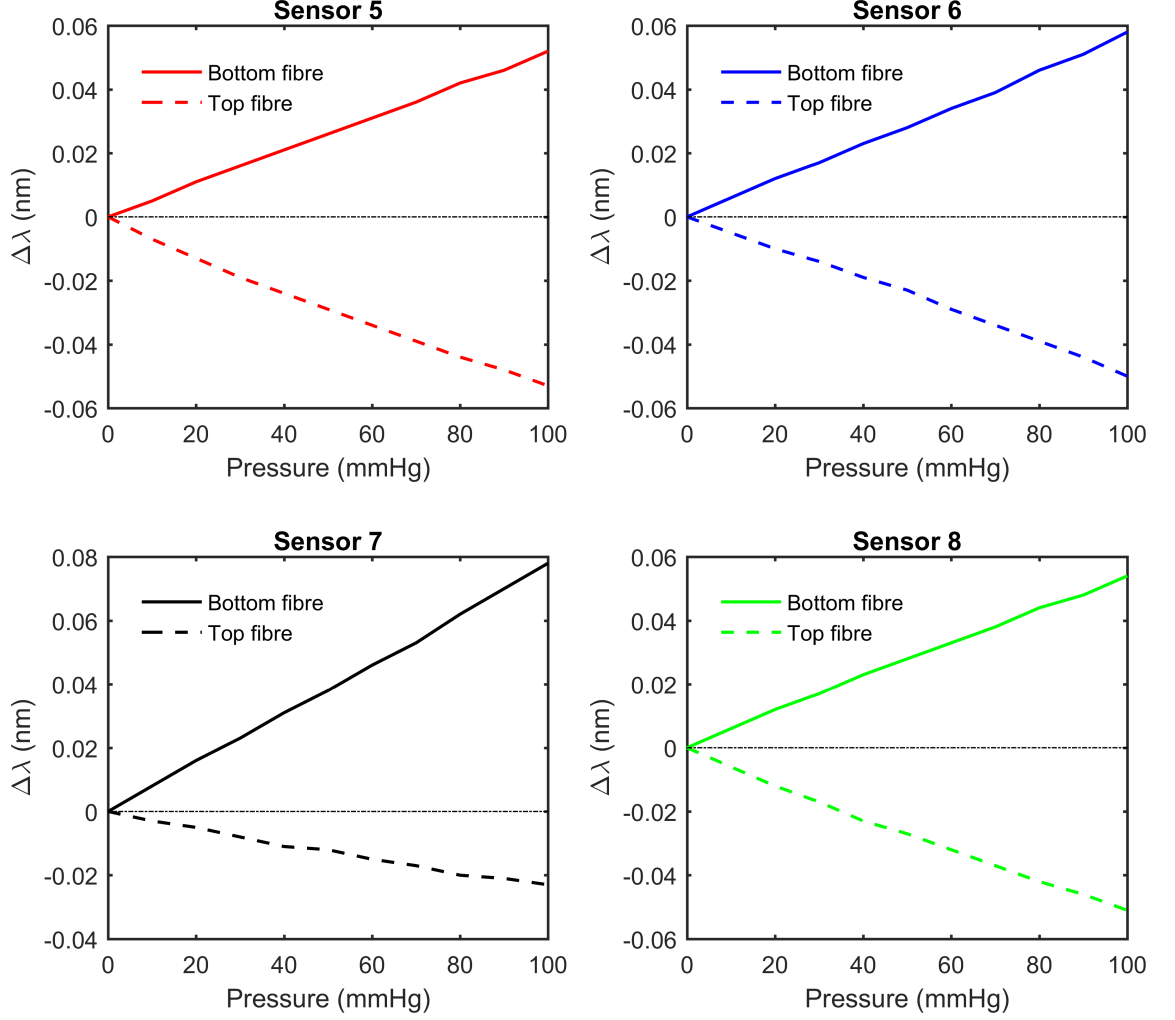 Sensor 5
0.06
0.04
0.02
0
-0.02
-0.04
-0.06
Δλ (nm)
Bottom fibre
Top fibre
0 20 40 60 80 100
Pressure (mmHg)
Sensor 6
0.06
0.04
0.02
0
-0.02
-0.04
-0.06
Δλ (nm)
Bottom fibre
Top fibre
0 20 40 60 80 100
Pressure (mmHg)
Sensor 7
0.08
0.06
0.04
0.02
0
-0.02
-0.04
Δλ (nm)
Bottom fibre
Top fibre
0 20 40 60 80 100
Pressure (mmHg)
Sensor 8
0.06
0.04
0.02
0
-0.02
-0.04
-0.06
Δλ (nm)
Bottom fibre
Top fibre
0 20 40 60 80 100
Pressure (mmHg)